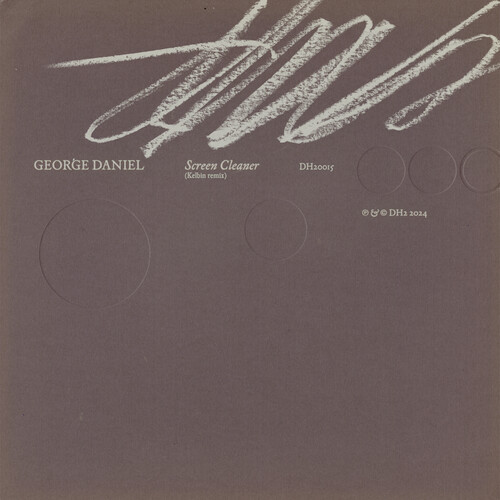 GEORGE DANIEL
Screen Cleaner
(Kelbin remix)
DH20015
℗ & © DH2 2024